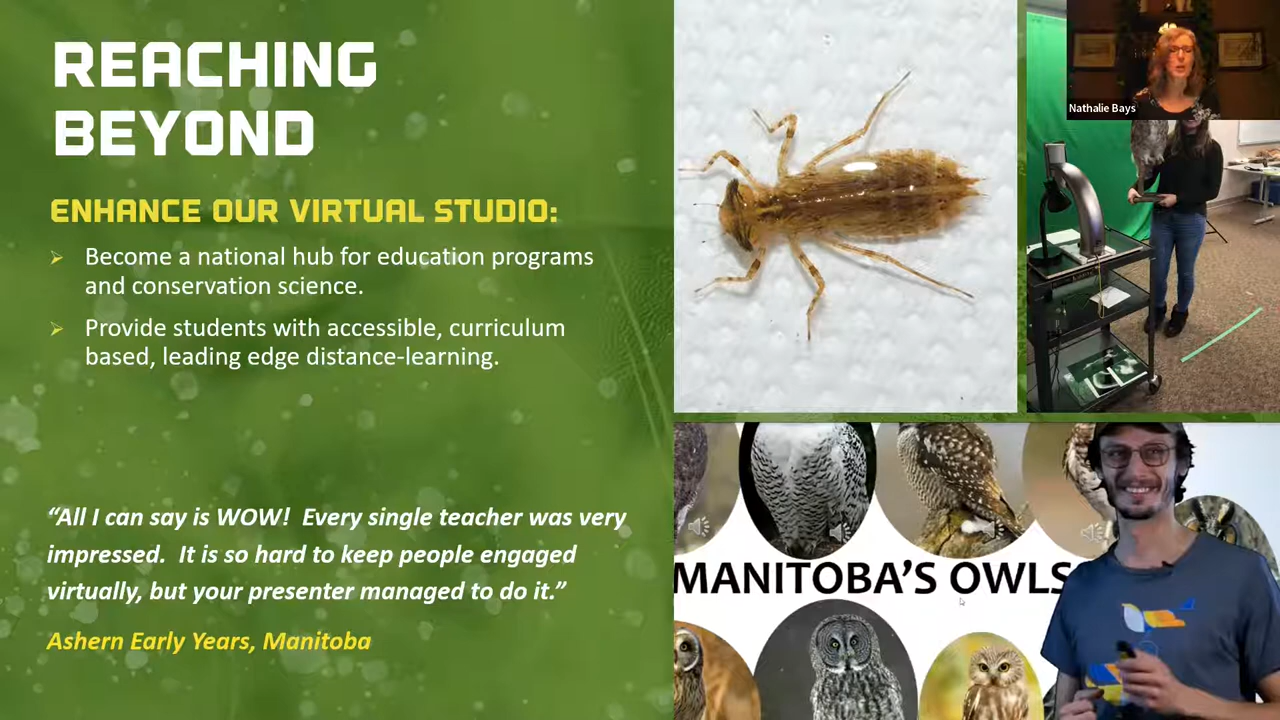 REACHING
BEYOND
ENHANCE OUR VIRTUAL STUDIO:
Become a national hub for education programs
and conservation science.
Provide students with accessible, curriculum
based, leading edge distance-learning.
“All I can say is WOW!  Every single teacher was very
impressed.  It is so hard to keep people engaged
virtually, but your presenter managed to do it.”
Ashern Early Years, Manitoba
Nathalie Bays
MANITOBA’S OWLS